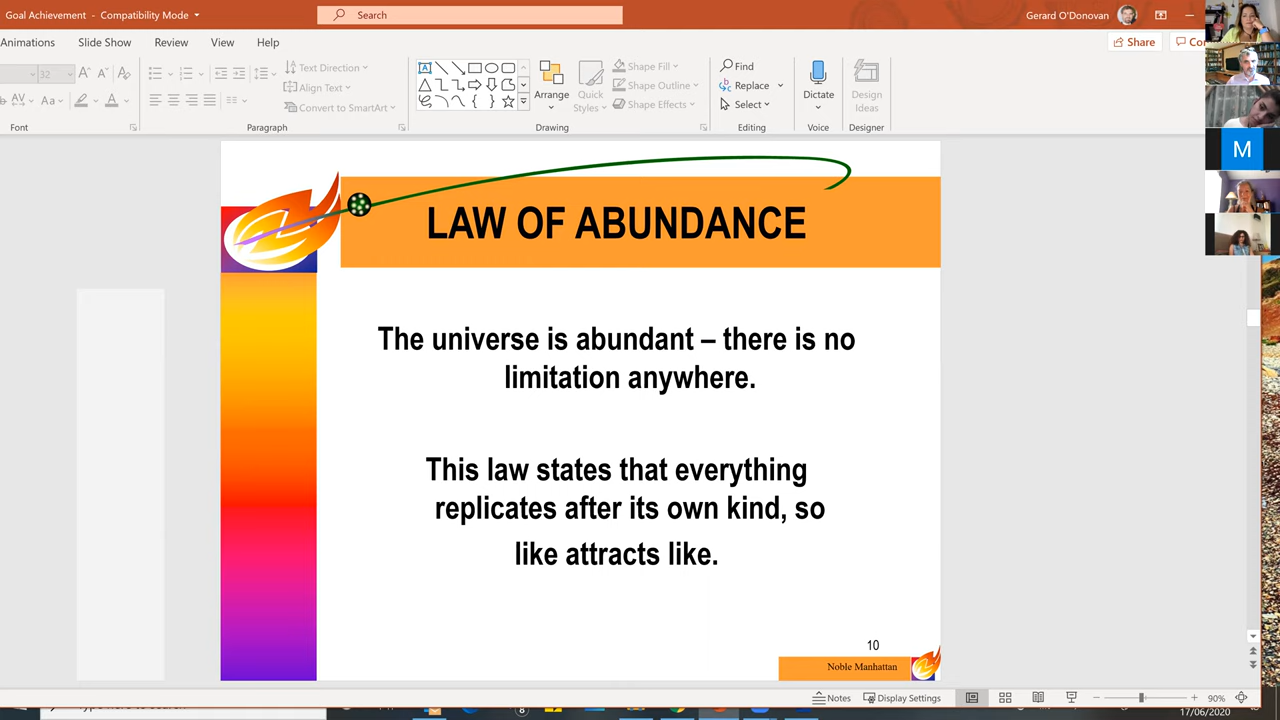 Goal Achievement - Compatibility Mode
Search
Gerard O'Donovan
Animations
Slide Show
Review
View
Help
Share
Co
32
Aa
Text Direction
Align Text
Convert to SmartArt
Arrange
Quick
Styles
Shape Fill
Shape Outline
Shape Effects
Find
Replace
Select
Dictate
Design
Ideas
Font
Paragraph
Drawing
Editing
Voice
Designer
M
LAW OF ABUNDANCE
The universe is abundant – there is no
limitation anywhere.
This law states that everything
replicates after its own kind, so
like attracts like.
10
Noble Manhattan
Notes
Display Settings
90%
17/06/2020